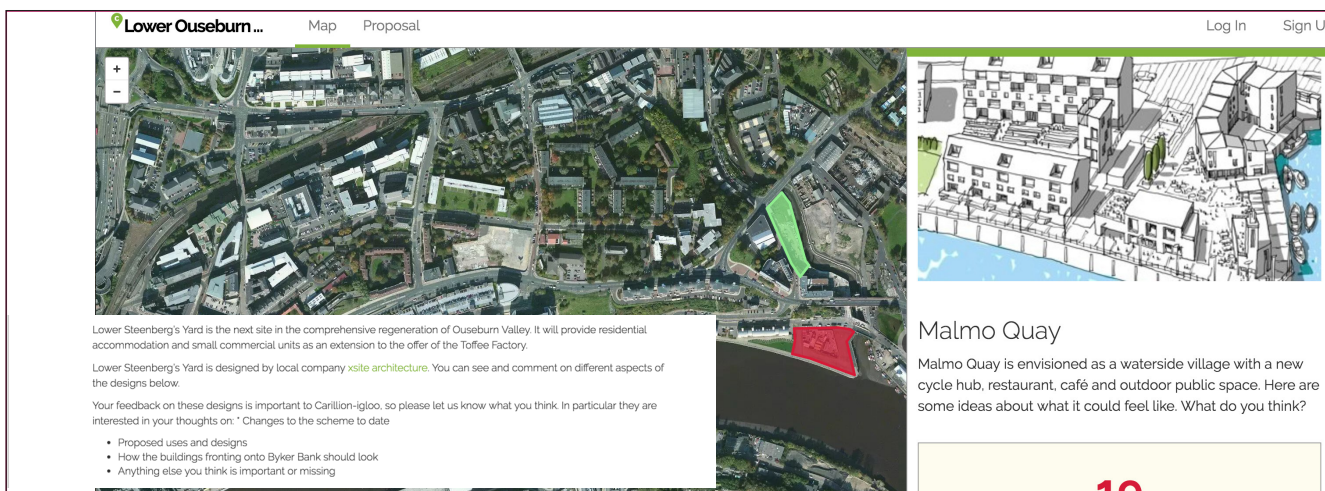 Lower Ouseburn ...
Map
Proposal
Log In
Sign U
+
−
Lower Steenberg's Yard is the next site in the comprehensive regeneration of Ouseburn Valley. It will provide residential
accommodation and small commercial units as an extension to the offer of the Toffee Factory.
Lower Steenberg's Yard is designed by local company xsite architecture. You can see and comment on different aspects of
the designs below.
Your feedback on these designs is important to Carillion-igloo, so please let us know what you think. In particular they are
interested in your thoughts on: * Changes to the scheme to date
• Proposed uses and designs
• How the buildings fronting onto Byker Bank should look
• Anything else you think is important or missing
Malmo Quay
Malmo Quay is envisioned as a waterside village with a new
cycle hub, restaurant, café and outdoor public space. Here are
some ideas about what it could feel like. What do you think?